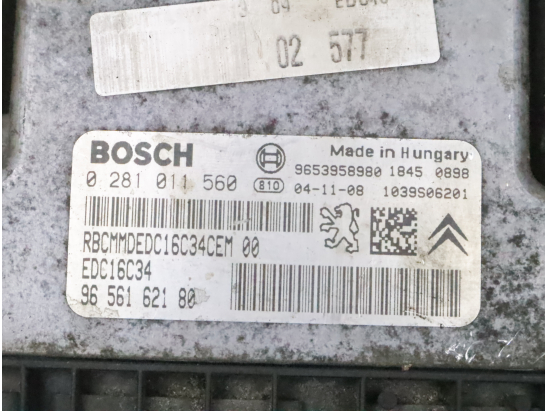 02 577
BOSCH
Made in Hungary
9653958980 1845 0898
0 281 011 560
810
04-11-08 1039S06201
RBCMMDEDC16C34CEM 00
EDC16C34
96 561 621 80